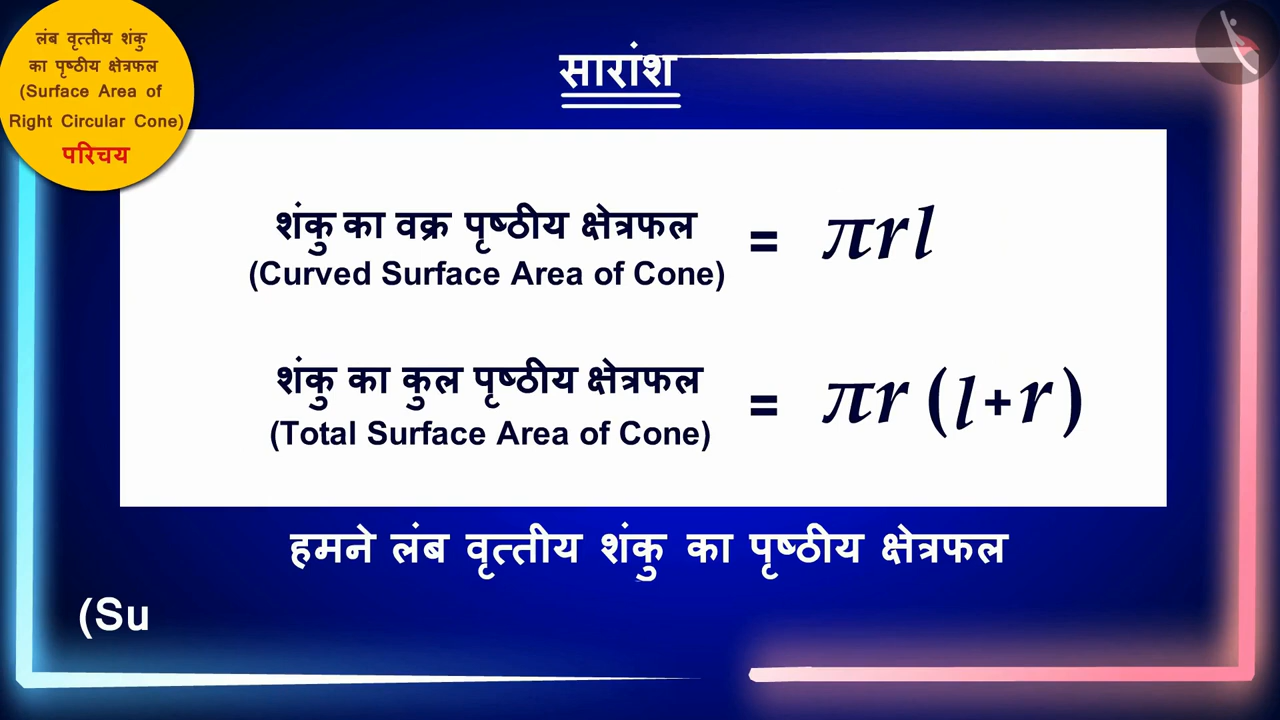 लंब वृत्तीय शंकु
का पृष्ठीय क्षेत्रफल
(Surface Area of
Right Circular Cone)
परिचय
सारांश
शंकु का वक्र पृष्ठीय क्षेत्रफल = πrl
(Curved Surface Area of Cone)
शंकु का कुल पृष्ठीय क्षेत्रफल = πr(l+r)
(Total Surface Area of Cone)
हमने लंब वृत्तीय शंकु का पृष्ठीय क्षेत्रफल
(Su